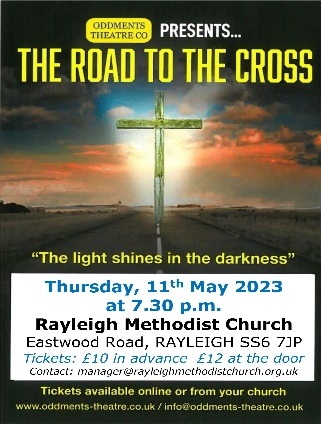 ODDMENTS
THEATRE CO
PRESENTS...
THE ROAD TO THE CROSS
"The light shines in the darkness"
Thursday, 11th May 2023
at 7.30 p.m.
Rayleigh Methodist Church
Eastwood Road, RAYLEIGH SS6 7JP
Tickets: £10 in advance £12 at the door
Contact: manager@rayleighmethodistchurch.org.uk
Tickets available online or from your church
www.oddments-theatre.co.uk / info@oddments-theatre.co.uk